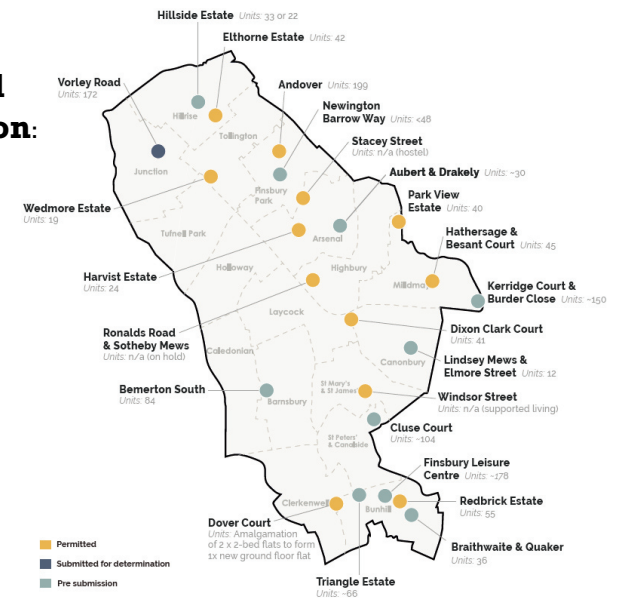 on:
Hillside Estate Units: 33 or 22
Elthorne Estate Units: 42
Vorley Road
Units: 172
Andover Units: 199
Newington
Barrow Way Units: <48
Stacey Street
Units: n/a (hostel)
Aubert & Drakely Units: ~30
Park View
Estate Units: 40
Hathersage &
Besant Court Units: 45
Kerridge Court &
Burder Close Units: ~150
Dixon Clark Court
Units: 41
Lindsey Mews &
Elmore Street Units: 12
Windsor Street
Units: n/a (supported living)
Cluse Court
Units: ~104
Finsbury Leisure
Centre Units: ~178
Redbrick Estate
Units: 55
Braithwaite & Quaker
Units: 36
Triangle Estate
Units: ~66
Dover Court
Units: Amalgamation
of 2 x 2-bed flats to form
1x new ground floor flat
Bemerton South
Units: 84
Ronalds Road
& Sotheby Mews
Units: n/a (on hold)
Harvist Estate
Units: 24
Wedmore Estate
Units: 19
Tollington
Junction
Finsbury
Park
Tufnell Park
Arsenal
Holloway
Highbury
Mildmay
Laycock
Caledonian
Canonbury
St Mary's
& St James'
Barnsbury
St Peters'
Clerkenwell
Bunhill
Permitted
Submitted for determination
Pre submission